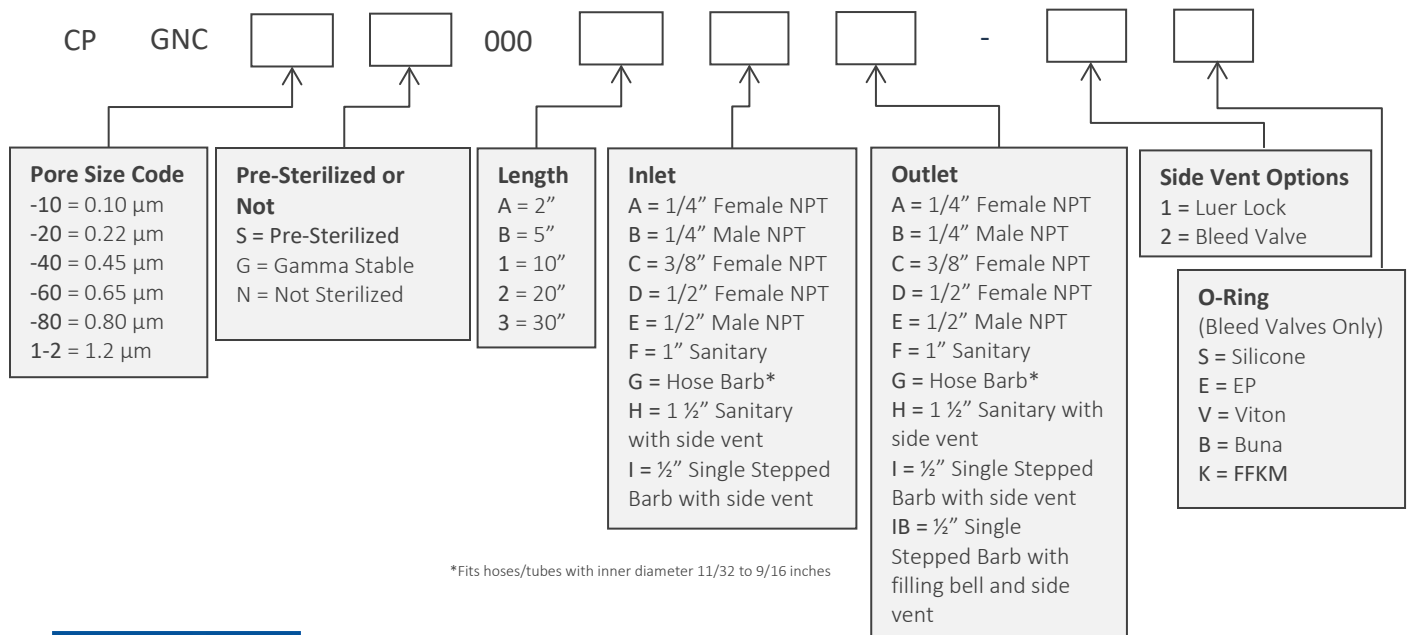 CP GNC 000 -
Pore Size Code
-10 = 0.10 µm
-20 = 0.22 µm
-40 = 0.45 µm
-60 = 0.65 µm
-80 = 0.80 µm
1-2 = 1.2 µm
Pre-Sterilized or
Not
S = Pre-Sterilized
G = Gamma Stable
N = Not Sterilized
Length
A = 2”
B = 5”
1 = 10”
2 = 20”
3 = 30”
Inlet
A = 1/4” Female NPT
B = 1/4” Male NPT
C = 3/8” Female NPT
D = 1/2” Female NPT
E = 1/2” Male NPT
F = 1” Sanitary
G = Hose Barb*
H = 1 ½” Sanitary
with side vent
I = ½” Single Stepped
Barb with side vent
Outlet
A = 1/4” Female NPT
B = 1/4” Male NPT
C = 3/8” Female NPT
D = 1/2” Female NPT
E = 1/2” Male NPT
F = 1” Sanitary
G = Hose Barb*
H = 1 ½” Sanitary with
side vent
I = ½” Single Stepped
Barb with side vent
IB = ½” Single
Stepped Barb with
filling bell and side
vent
Side Vent Options
1 = Luer Lock
2 = Bleed Valve
O-Ring
(Bleed Valves Only)
S = Silicone
E = EP
V = Viton
B = Buna
K = FFKM
*Fits hoses/tubes with inner diameter 11/32 to 9/16 inches